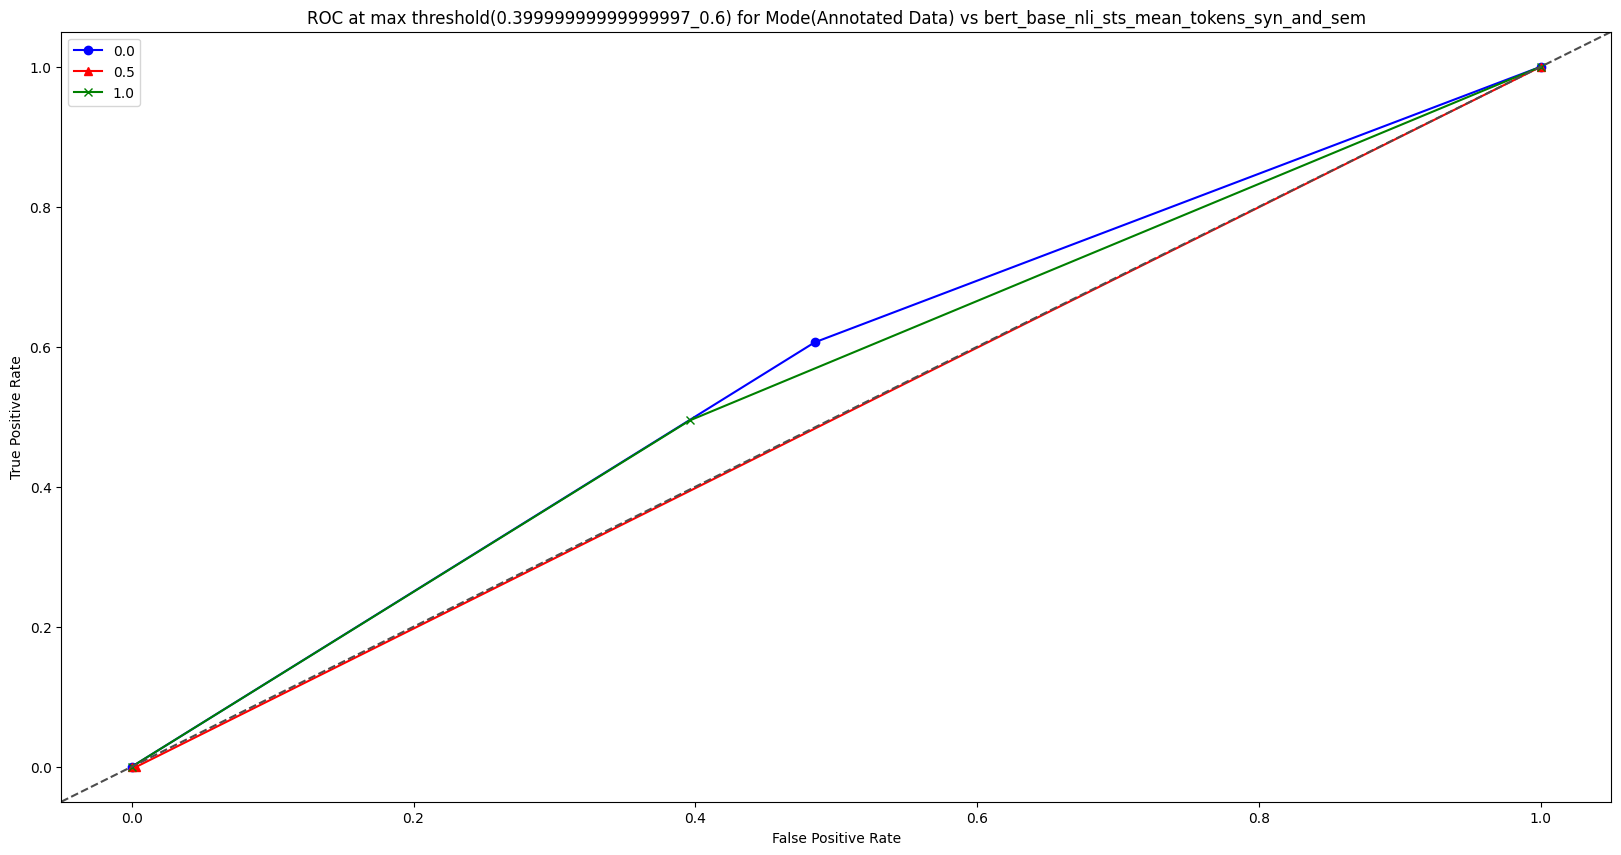 ROC at max threshold(0.39999999999999997_0.6) for Mode(Annotated Data) vs bert_base_nli_sts_mean_tokens_syn_and_sem
0.0
0.5
1.0
1.0
0.8
0.6
0.4
0.2
0.0
True Positive Rate
0.0 0.2 0.4 0.6 0.8 1.0
False Positive Rate